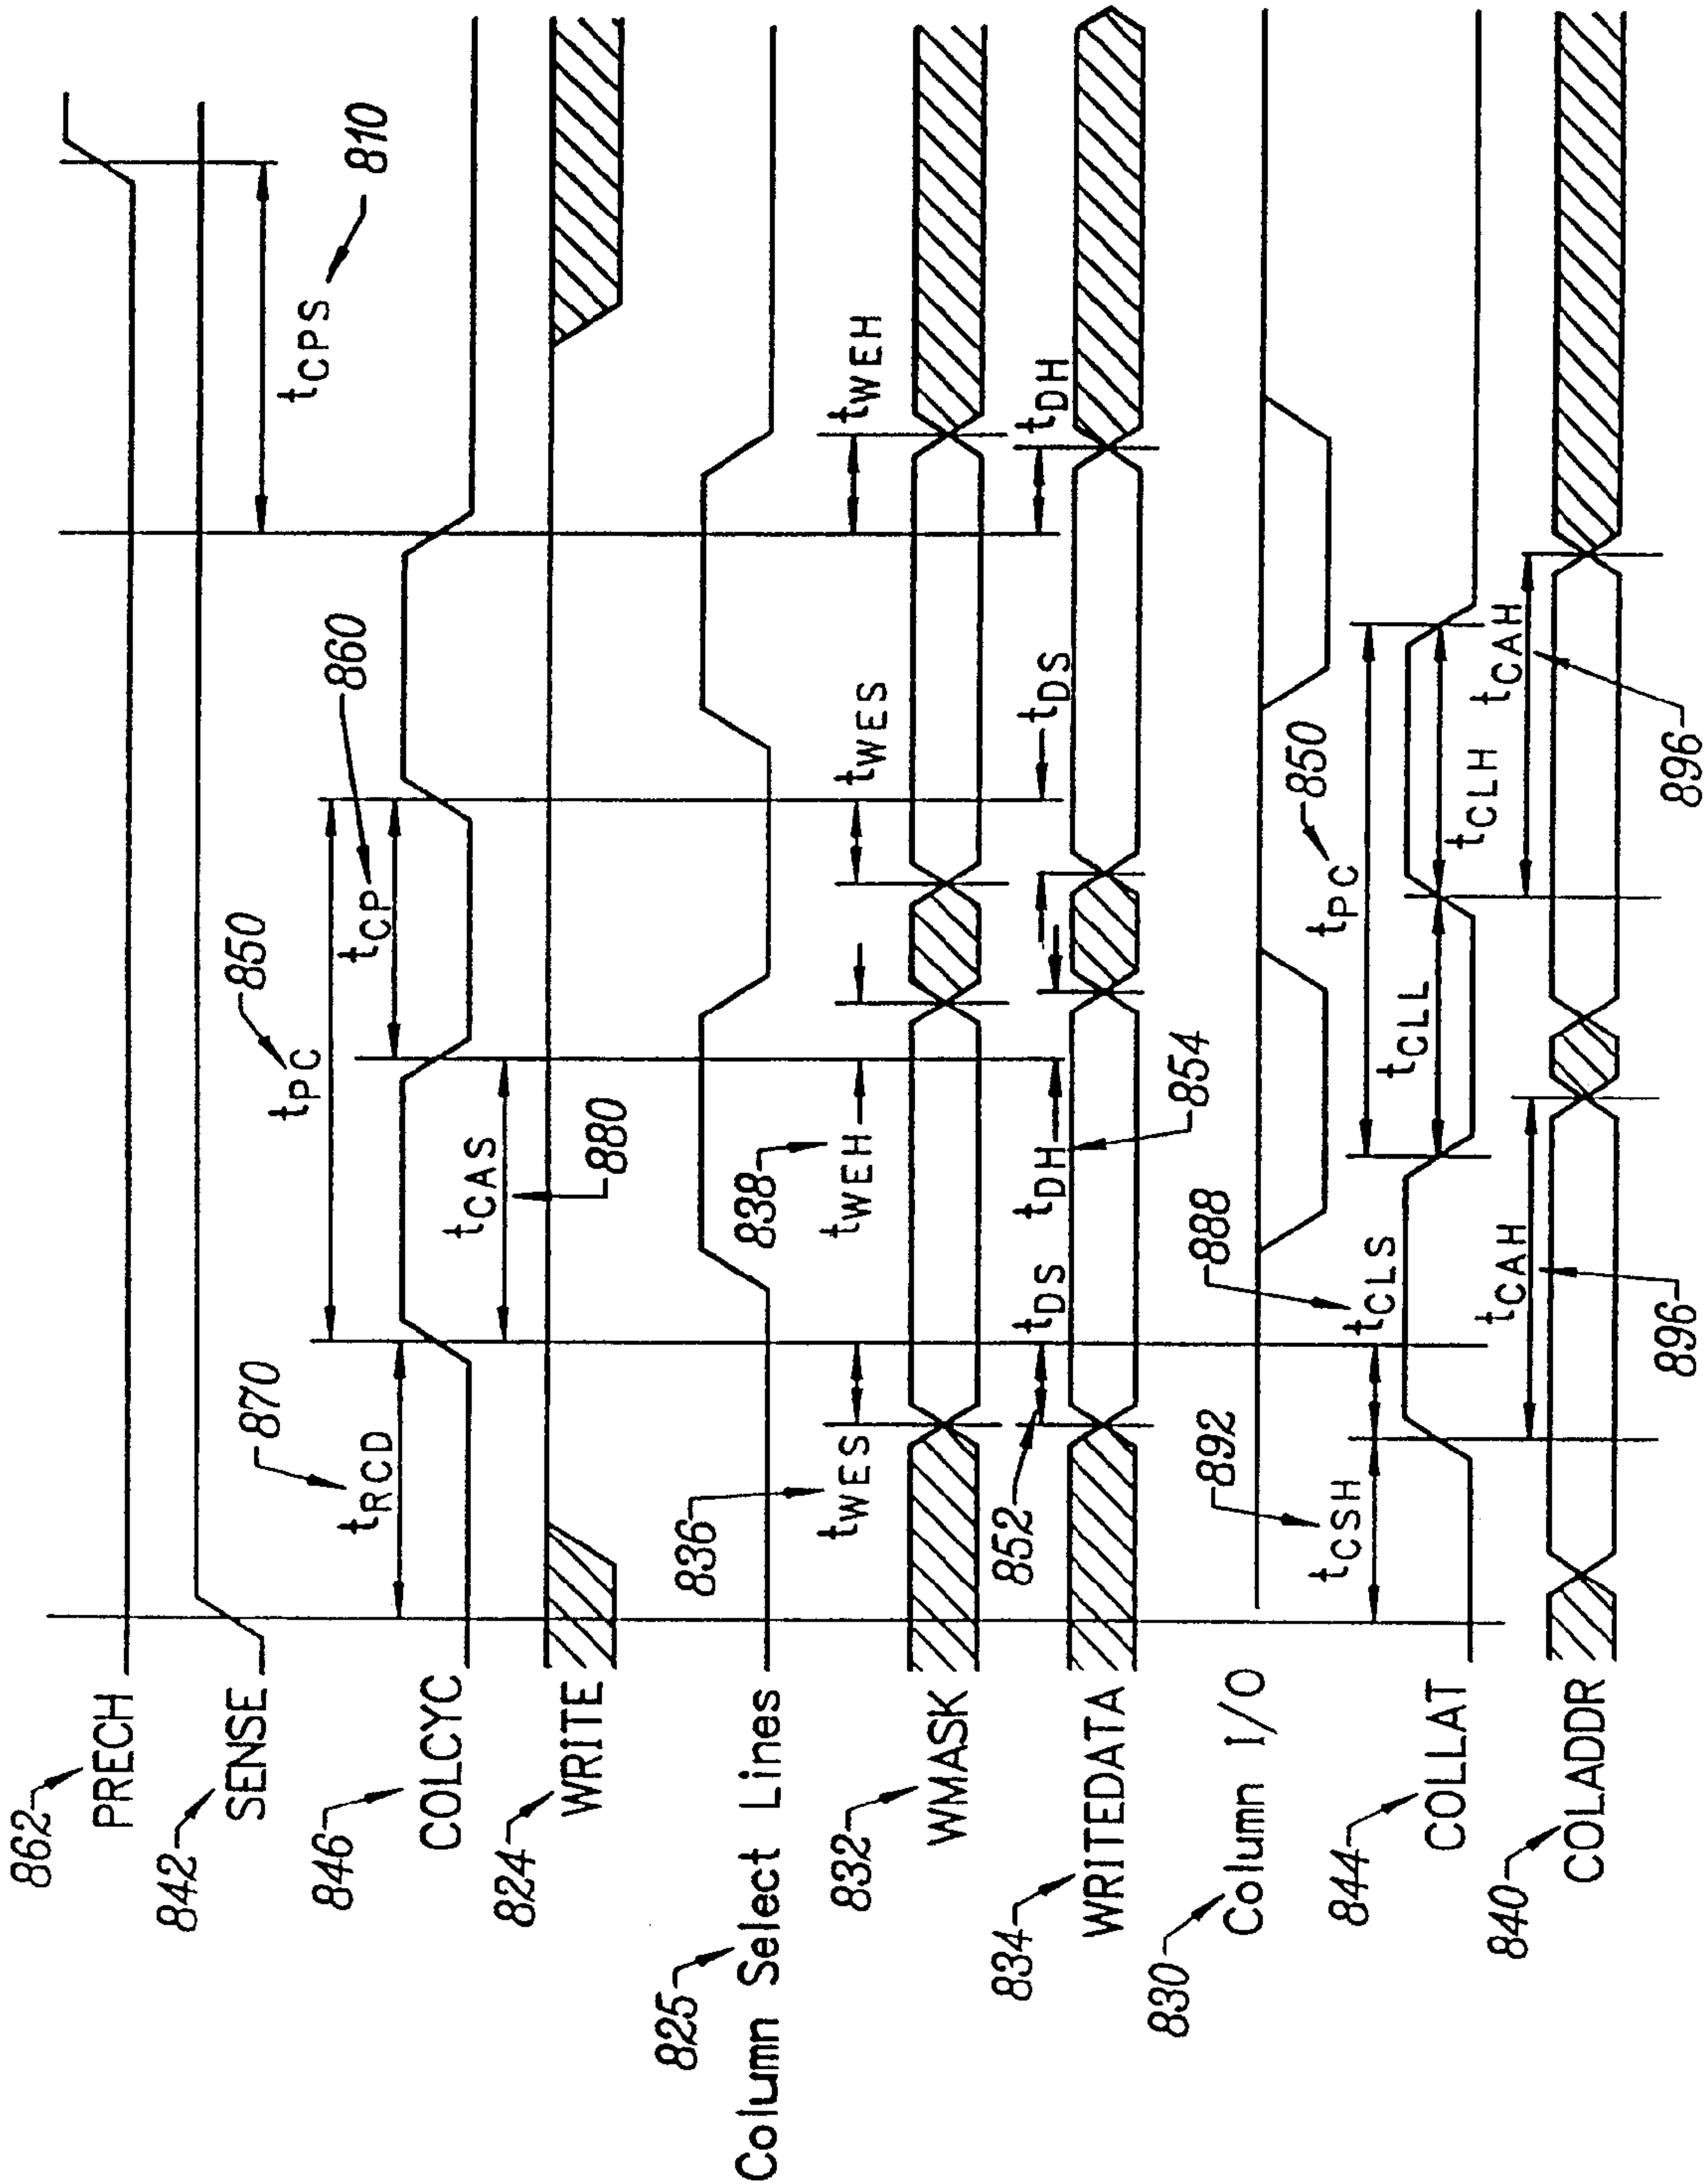 862
PRECH
842
SENSE
846
COLCYC
824
WRITE
825
Column Select Lines
832
WMASK
834
WRITEDATA
830
Column I/O
844
COLLAT
840
COLADDR
tCPS
810
870
tRCD
850
tPC
860
tCP
tCAS
880
836
tWES
838
tWEH
tWES
tWEH
852
tDS
tDH
854
tDS
tDH
892
tCSH
888
tCLS
850
tPC
tCLL
tCLH
tCAH
896
tCAH
896